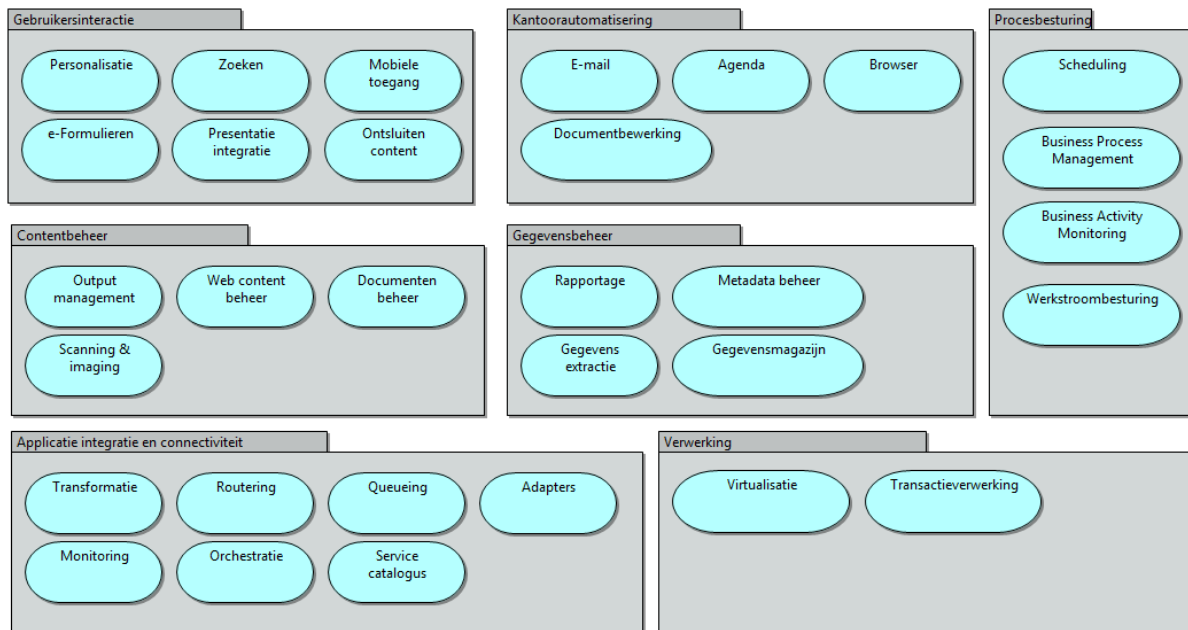 Gebruikersinteractie
Personalisatie
Zoeken
Mobiele
toegang
e-Formulieren
Presentatie
integratie
Ontsluiten
content
Kantoorautomatisering
E-mail
Agenda
Browser
Documentbewerking
Procesbesturing
Scheduling
Business Process
Management
Business Activity
Monitoring
Werkstroombesturing
Contentbeheer
Output
management
Web content
beheer
Documenten
beheer
Scanning &
imaging
Gegevensbeheer
Rapportage
Metadata beheer
Gegevens
extractie
Gegevensmagazijn
Applicatie integratie en connectiviteit
Transformatie
Routering
Queueing
Adapters
Monitoring
Orchestratie
Service
catalogus
Verwerking
Virtualisatie
Transactieverwerking